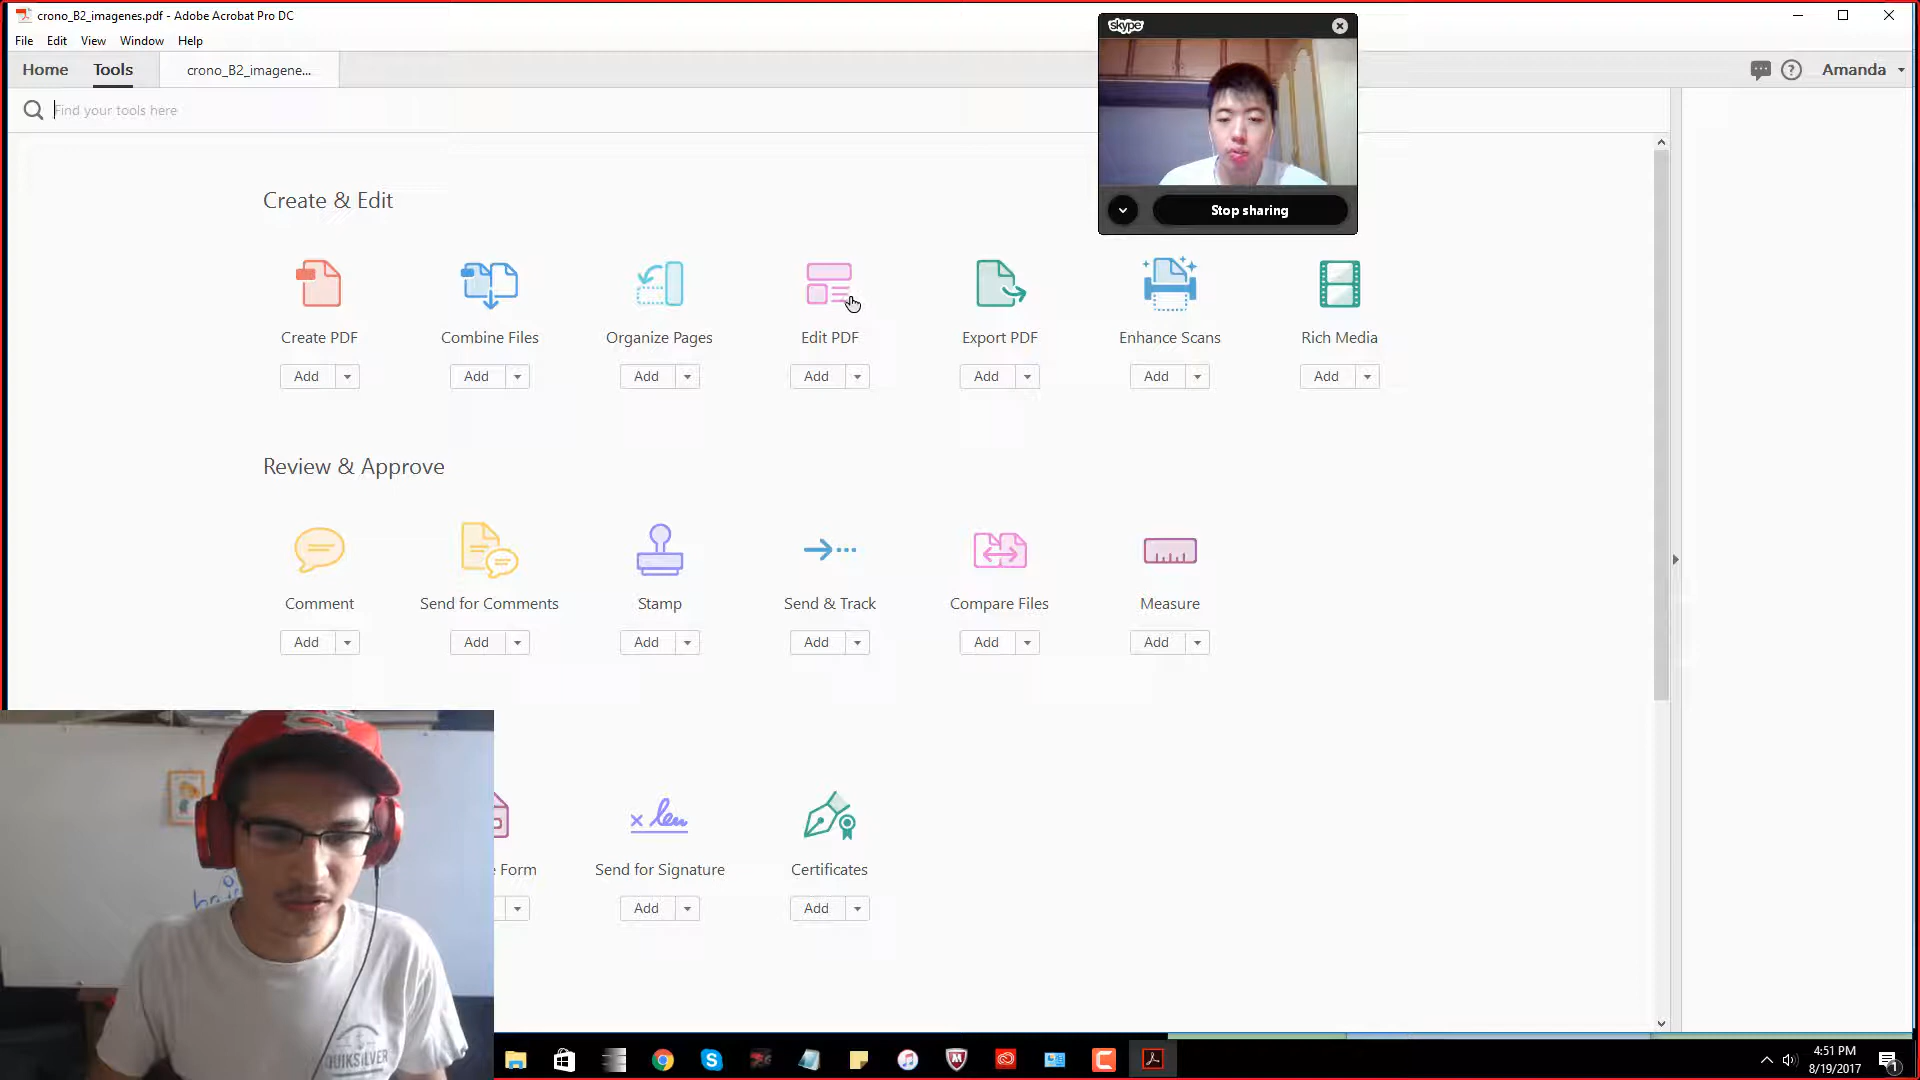 crono_B2_imagenes.pdf - Adobe Acrobat Pro DC
File Edit View Window Help
Home Tools crono_B2_imagene... Amanda
Find your tools here
skype
Stop sharing
Create & Edit
Create PDF Combine Files Organize Pages Edit PDF Export PDF Enhance Scans Rich Media
Add Add Add Add Add Add Add
Review & Approve
Comment Send for Comments Stamp Send & Track Compare Files Measure
Add Add Add Add Add Add
Form Send for Signature Certificates
Add Add
QUIKSILVER
4:51 PM
8/19/2017
1